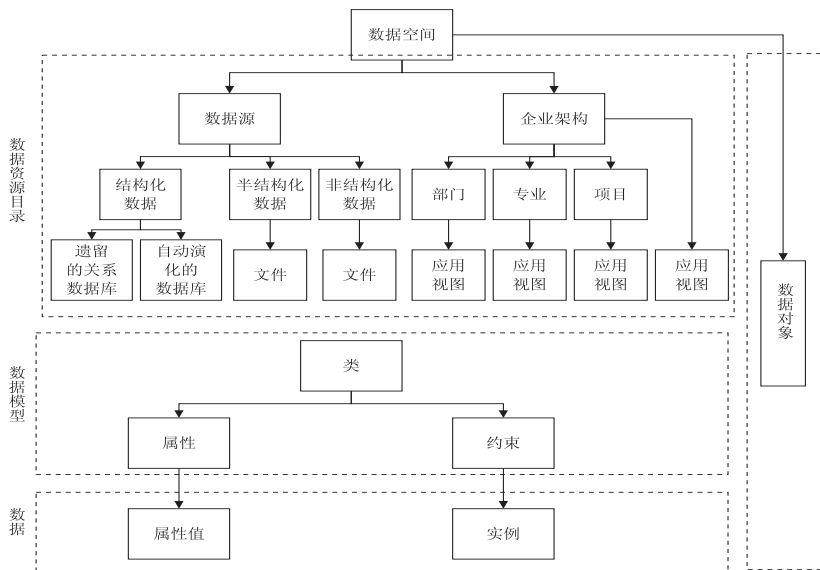 数据空间
数据资源目录
数据源
企业架构
结构化
数据
半结构化
数据
非结构化
数据
部门
专业
项目
遗留
的关系
数据库
自动演
化的
数据库
文件
文件
应用
视图
应用
视图
应用
视图
应用
视图
数据对象
数据模型
类
属性
约束
数据
属性值
实例